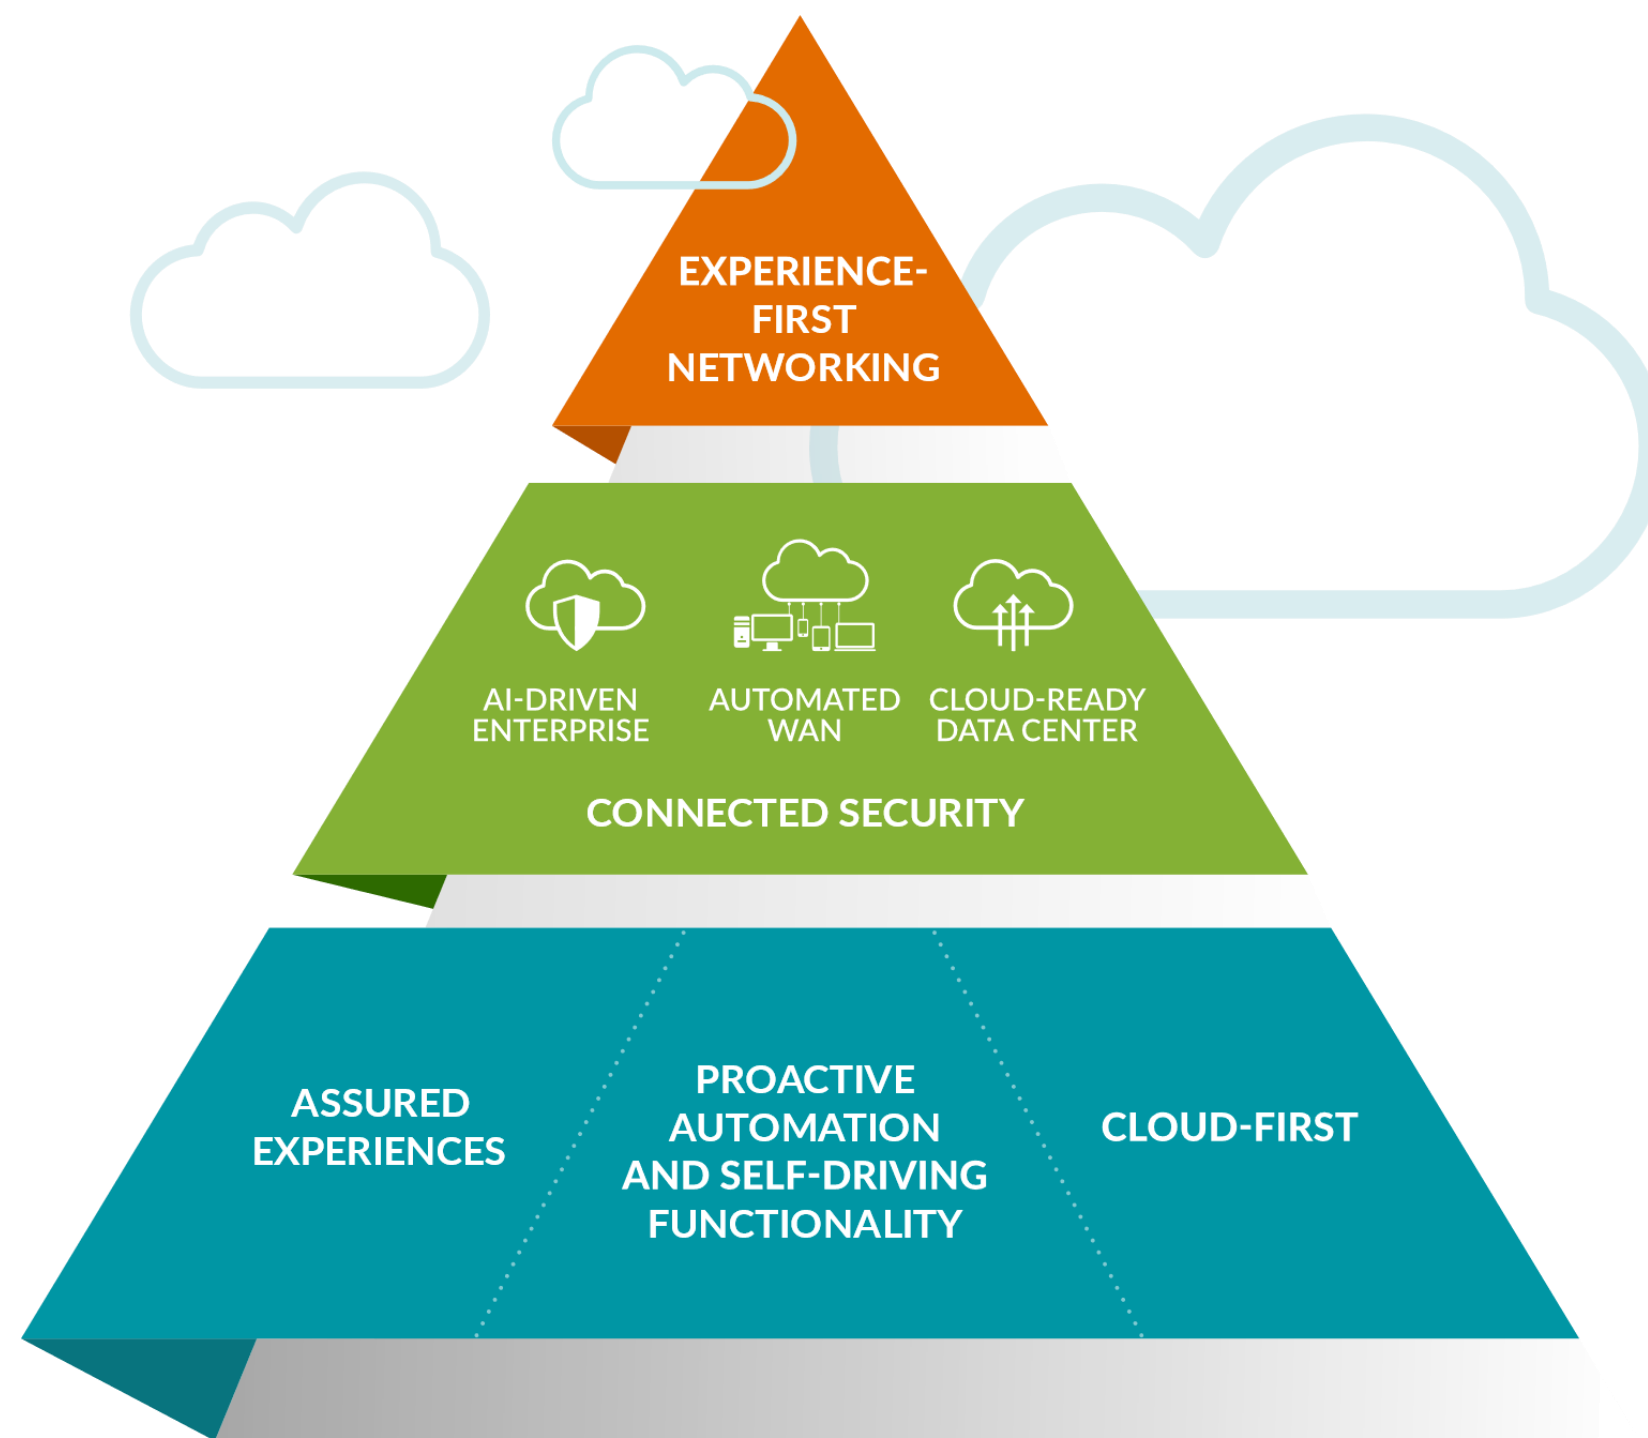 EXPERIENCE-
FIRST
NETWORKING
AI-DRIVEN
ENTERPRISE
AUTOMATED
WAN
CLOUD-READY
DATA CENTER
CONNECTED SECURITY
ASSURED
EXPERIENCES
PROACTIVE
AUTOMATION
AND SELF-DRIVING
FUNCTIONALITY
CLOUD-FIRST